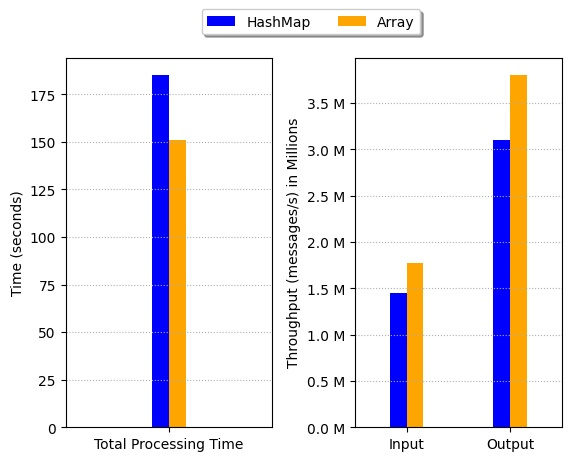 HashMap Array
Time (seconds)
175
150
125
100
75
50
25
0
Total Processing Time
Throughput (messages/s) in Millions
3.5 M
3.0 M
2.5 M
2.0 M
1.5 M
1.0 M
0.5 M
0.0 M
Input Output